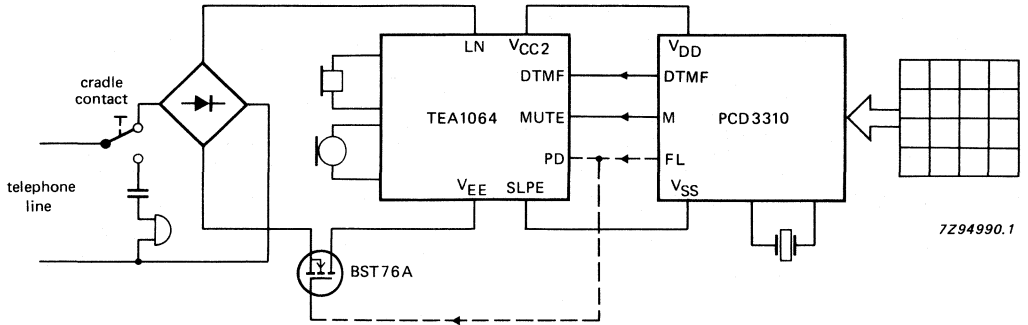 LN
VCC2
VDD
cradle
contact
DTMF
DTMF
TEA1064
MUTE
M
PCD3310
PD
FL
telephone
line
VEE
SLPE
VSS
7Z94990.1
BST76A